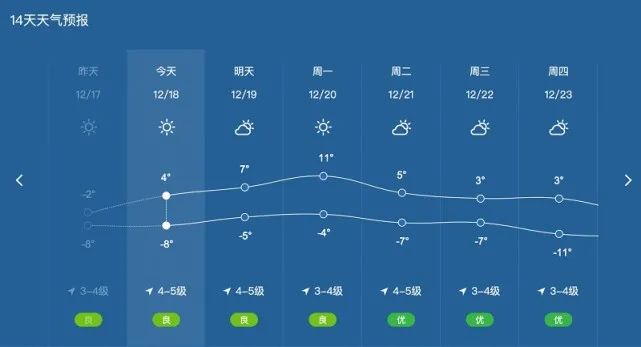 14天天气预报
昨天 今天 明天 周一 周二 周三 周四
12/17 12/18 12/19 12/20 12/21 12/22 12/23
-2° 4° 7° 11° 5° 3° 3°
-8° -8° -5° -4° -7° -7° -11°
3-4级 4-5级 4-5级 3-4级 4-5级 3-4级 3-4级
良 良 良 良 优 优 优